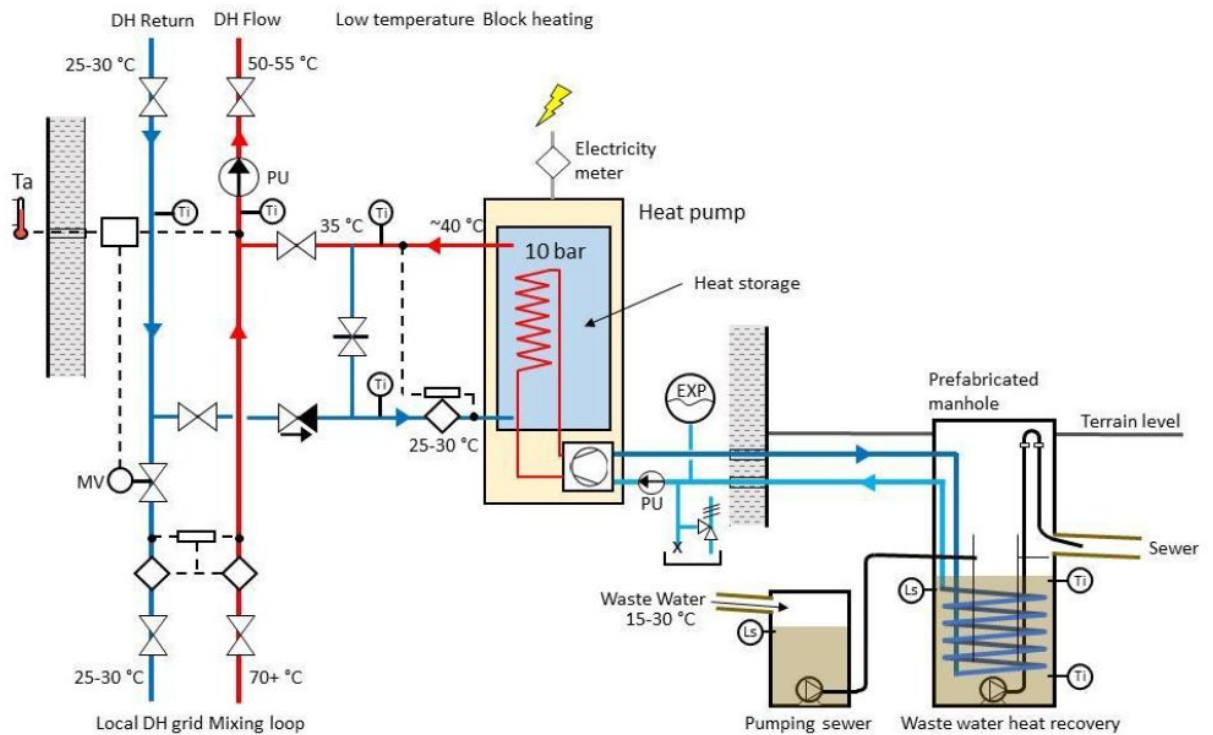 DH Return
DH Flow
Low temperature Block heating
25-30 °C
50-55 °C
Electricity
meter
Ta
PU
Ti
Ti
Ti
35 °C
~40 °C
Heat pump
10 bar
Heat storage
Ti
EXP
Prefabricated
manhole
Terrain level
25-30 °C
MV
PU
x
Sewer
Waste Water
15-30 °C
Ls
Ls
Ti
Ti
25-30 °C
70+ °C
Local DH grid
Mixing loop
Pumping sewer
Waste water heat recovery